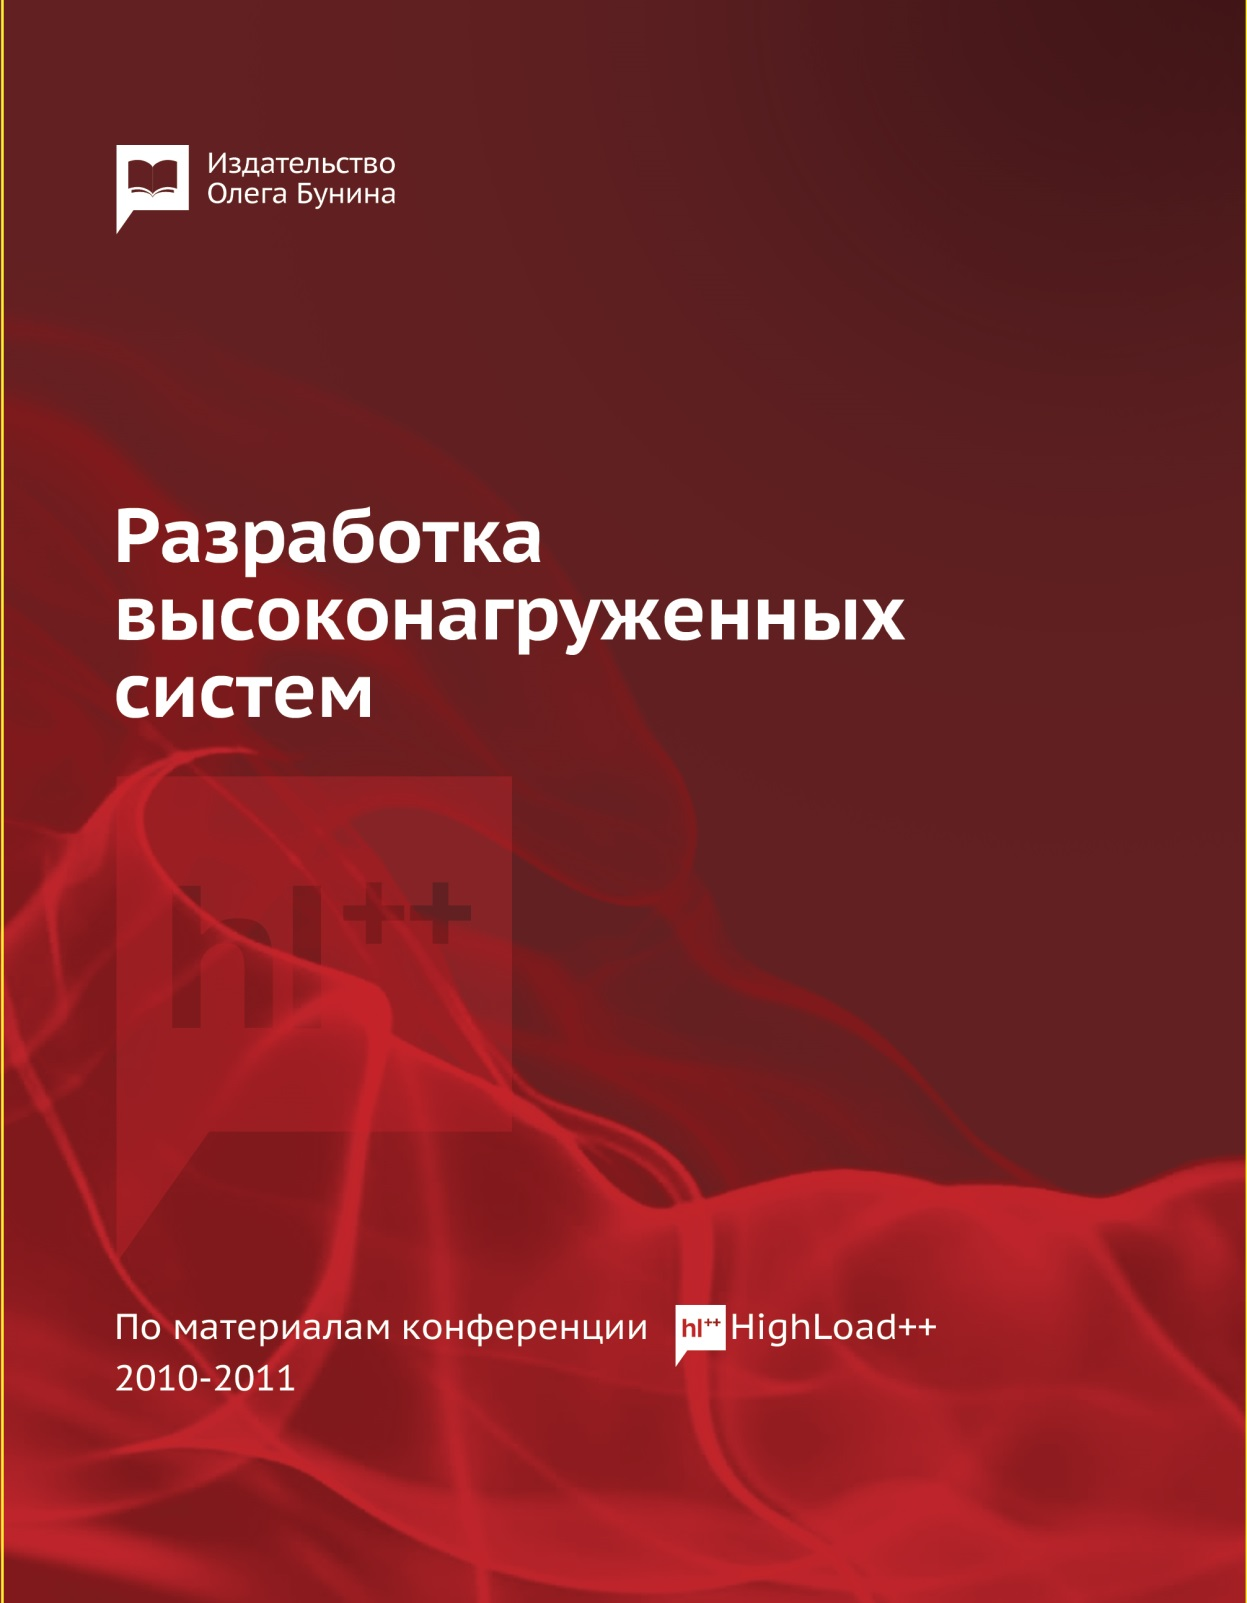 Издательство
Олега Бунина
Разработка
высоконагруженных
систем
hl++
По материалам конференции hl++ HighLoad++
2010-2011